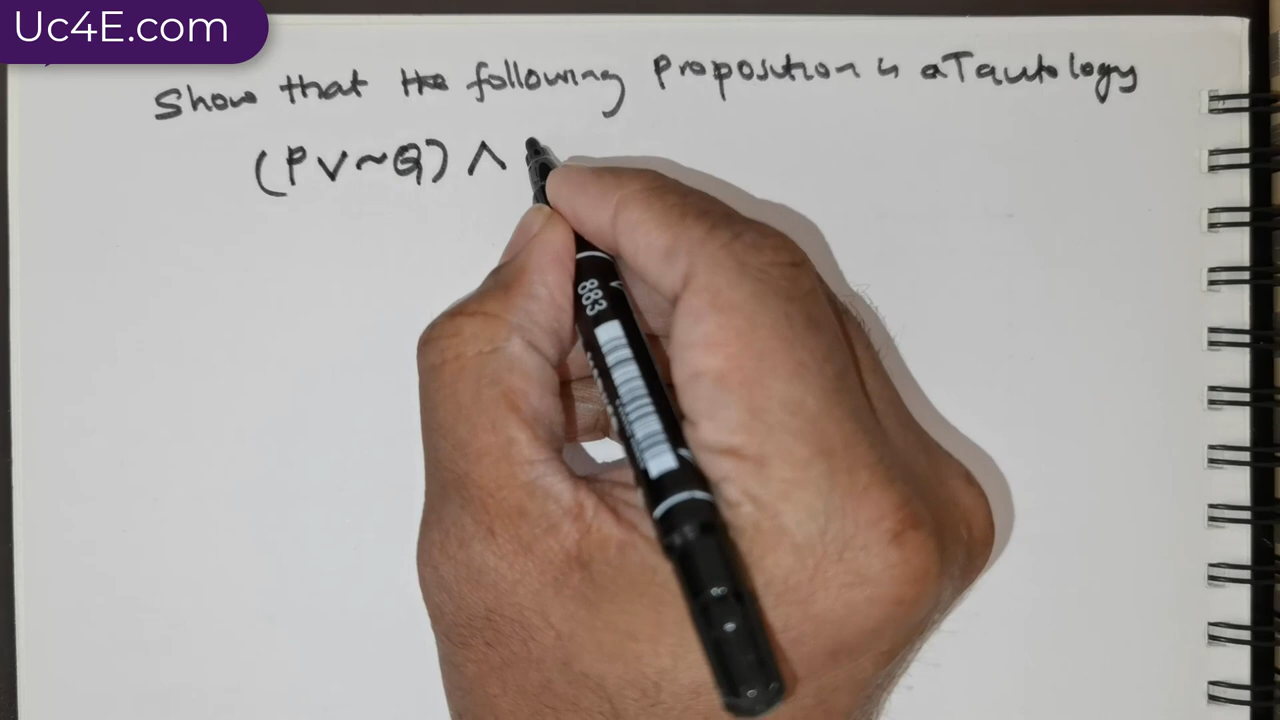 Uc4E.com
Show that the following Proposition is a Tautology
(P ∨ ~Q) ∧
883